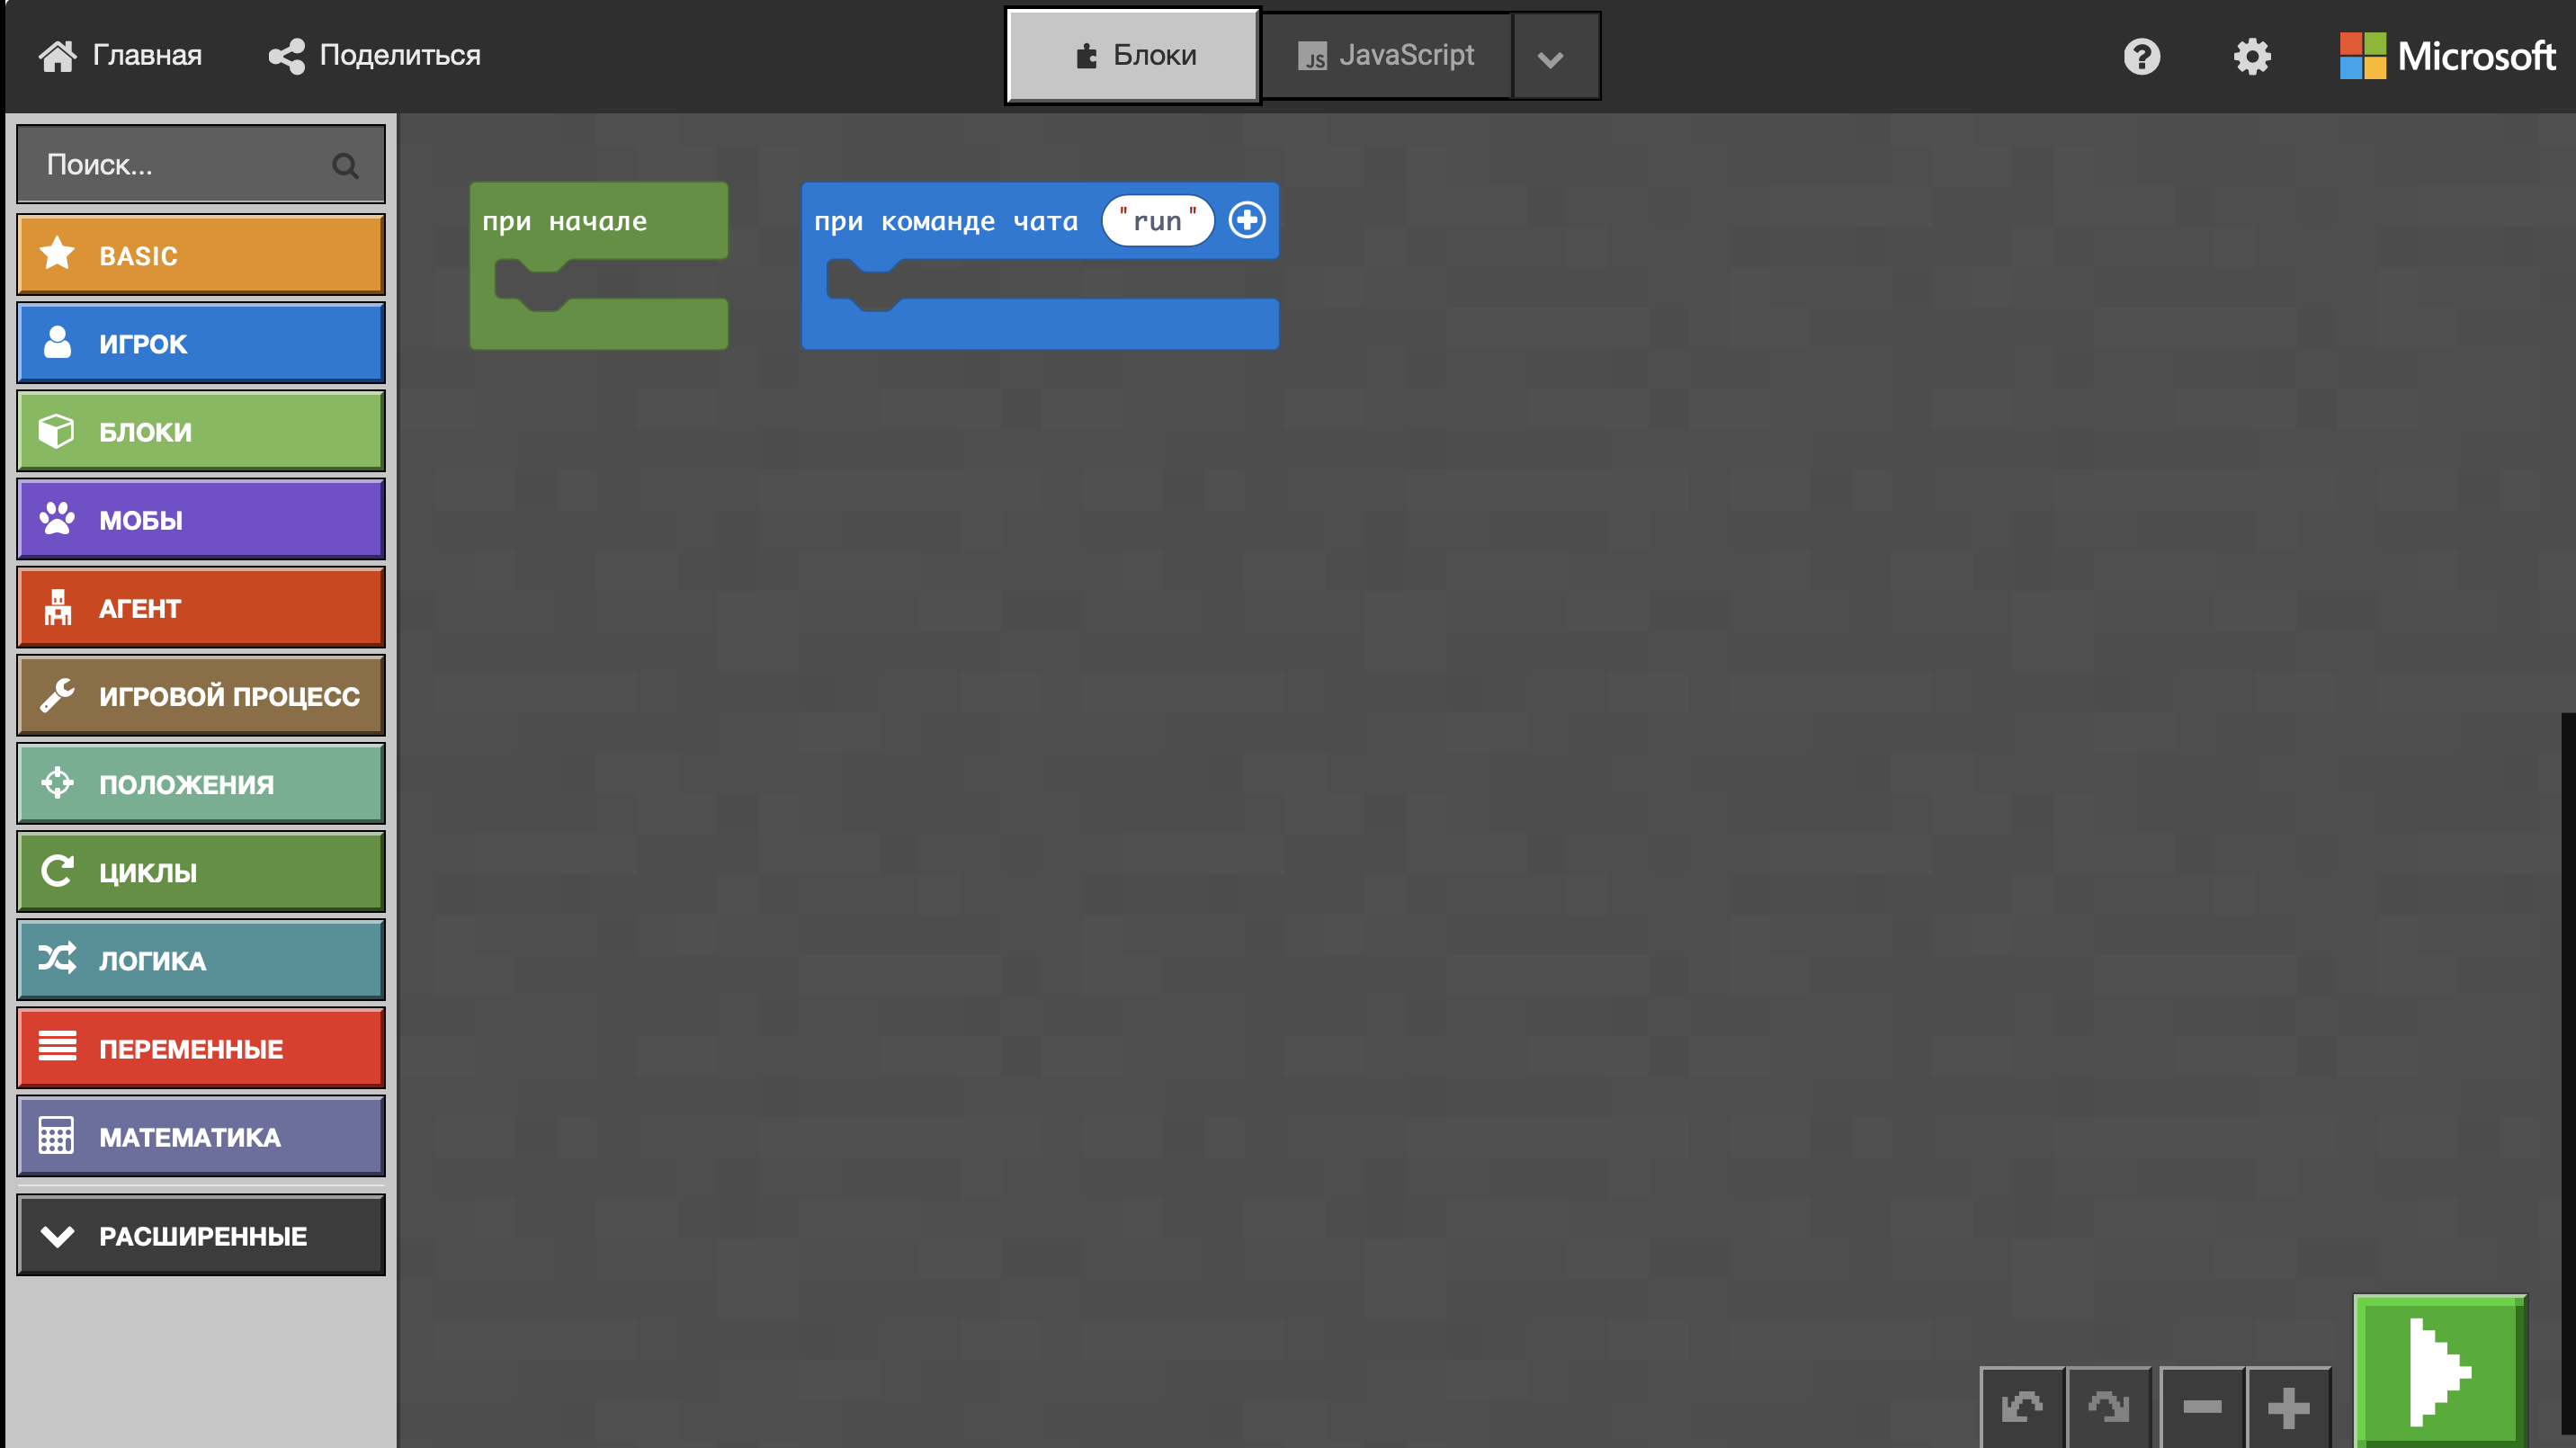 Главная
Поделиться
Блоки
JS JavaScript
Microsoft
Поиск...
BASIC
ИГРОК
БЛОКИ
МОБЫ
АГЕНТ
ИГРОВОЙ ПРОЦЕСС
ПОЛОЖЕНИЯ
ЦИКЛЫ
ЛОГИКА
ПЕРЕМЕННЫЕ
МАТЕМАТИКА
РАСШИРЕННЫЕ
при начале
при команде чата "run"